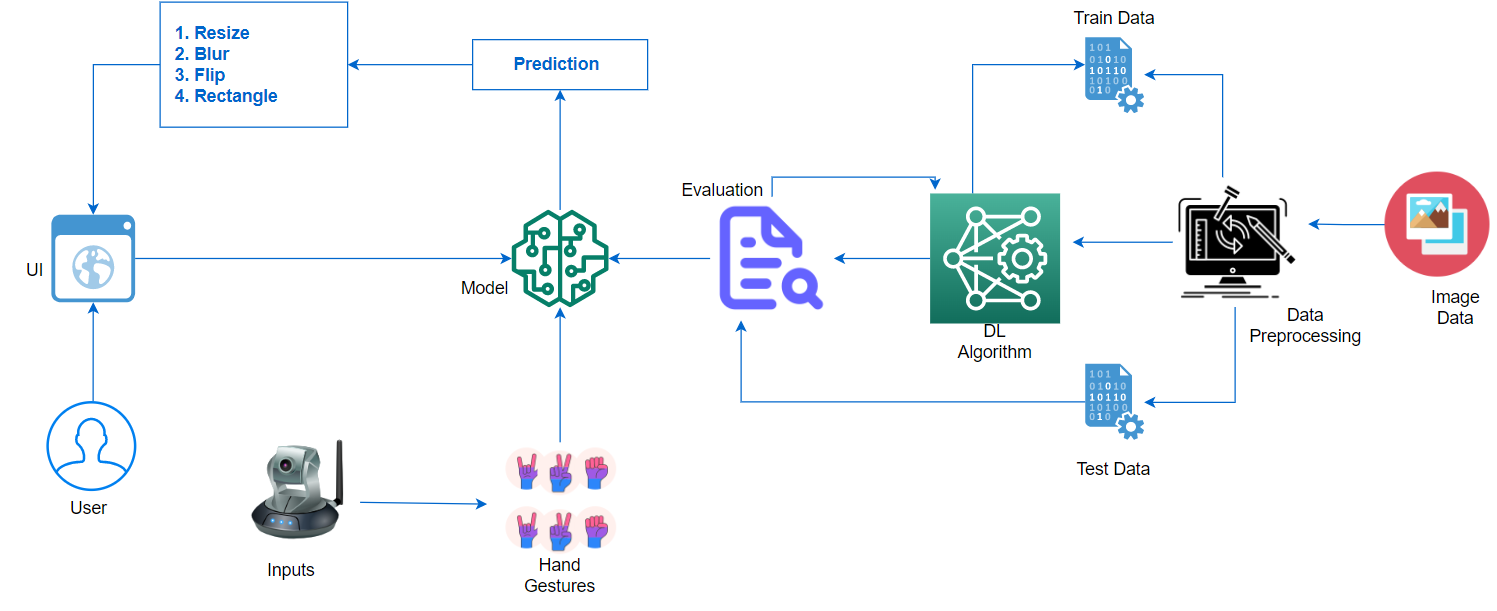 Train Data
1. Resize
2. Blur
3. Flip
4. Rectangle
Prediction
101
01010
10110
10100
010
Evaluation
UI
Model
Image
Data
Data
Preprocessing
DL
Algorithm
101
01010
10110
10100
010
Test Data
User
Inputs
Hand
Gestures